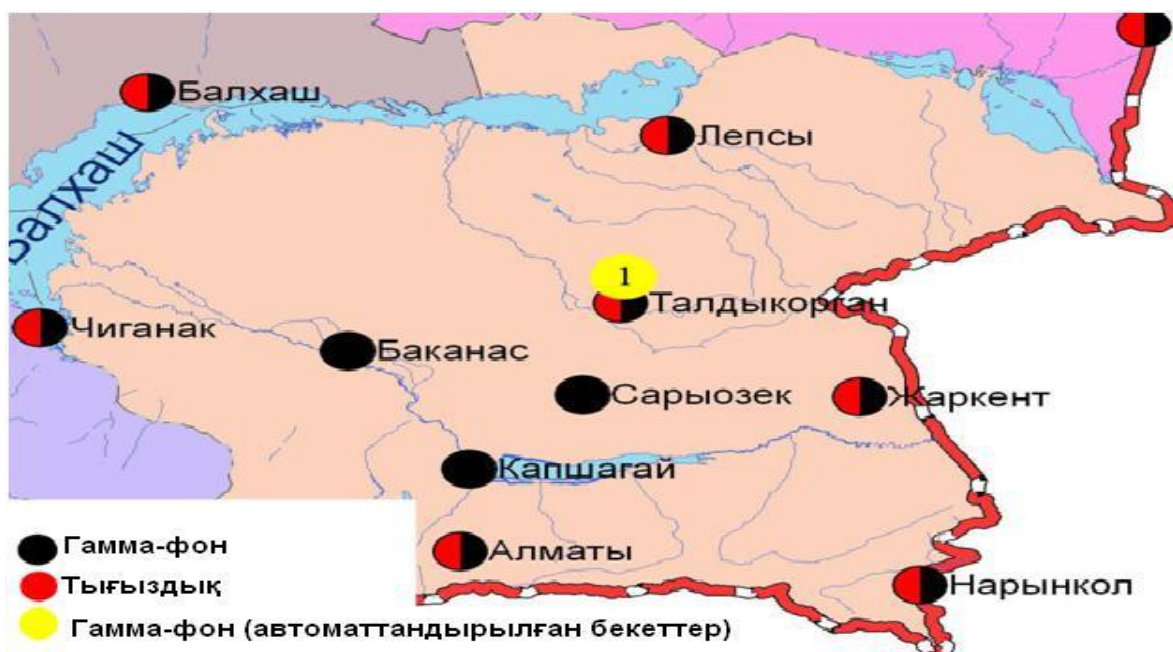 Балхаш
Лепсы
Балхаш
1
Талдыкорган
Чиганак
Баканас
Сарыозек
Жаркент
Капшагай
Гамма-фон
Алматы
Тығыздық
Нарынкол
Гамма-фон (автоматтандырылған бекеттер)